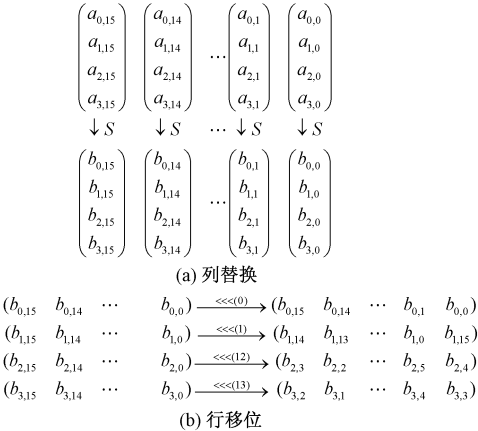 a0,15 a0,14 a0,1 a0,0
a1,15 a1,14 a1,1 a1,0
a2,15 a2,14 ⋯ a2,1 a2,0
a3,15 a3,14 a3,1 a3,0
↓S ↓S ⋯ ↓S ↓S
b0,15 b0,14 b0,1 b0,0
b1,15 b1,14 b1,1 b1,0
b2,15 b2,14 ⋯ b2,1 b2,0
b3,15 b3,14 b3,1 b3,0
(a) 列替换
(b0,15 b0,14 ⋯ b0,0) <<<(0) (b0,15 b0,14 ⋯ b0,1 b0,0)
(b1,15 b1,14 ⋯ b1,0) <<<(1) (b1,14 b1,13 ⋯ b1,0 b1,15)
(b2,15 b2,14 ⋯ b2,0) <<<(12) (b2,3 b2,2 ⋯ b2,5 b2,4)
(b3,15 b3,14 ⋯ b3,0) <<<(13) (b3,2 b3,1 ⋯ b3,4 b3,3)
(b) 行移位